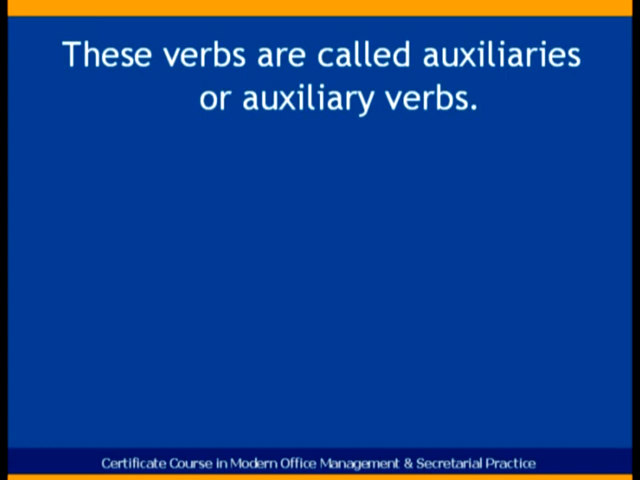 These verbs are called auxiliaries
or auxiliary verbs.
Certificate Course in Modern Office Management & Secretarial Practice